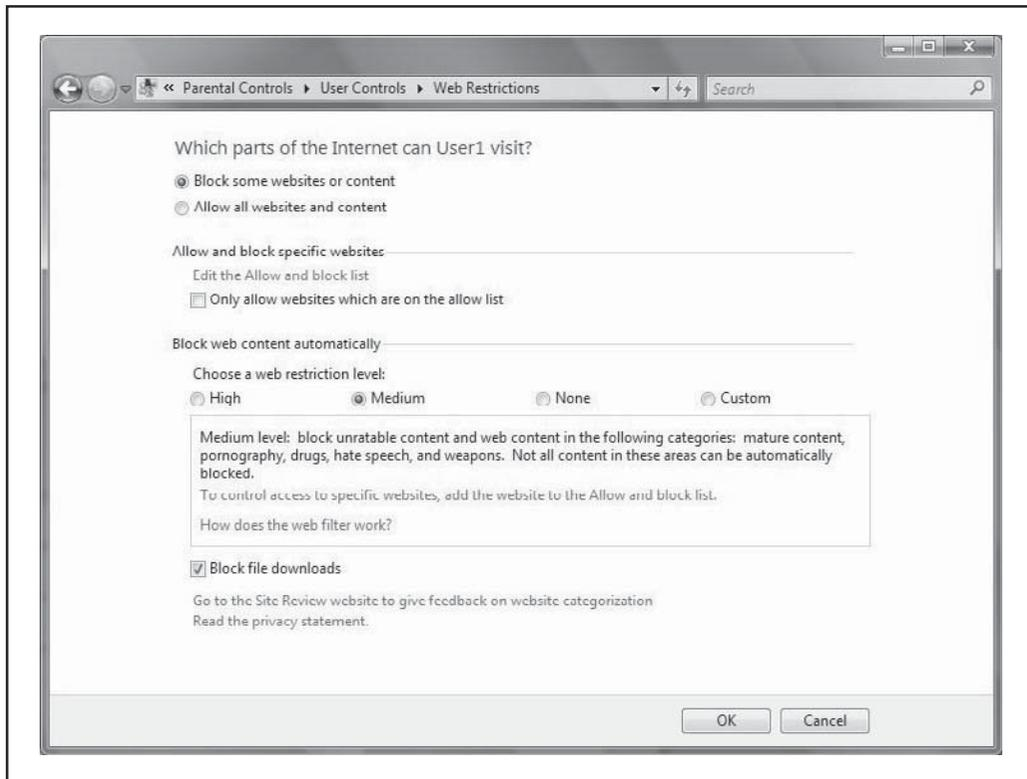 « Parental Controls ▸ User Controls ▸ Web Restrictions Search
Which parts of the Internet can User1 visit?
Block some websites or content
Allow all websites and content
Allow and block specific websites
Edit the Allow and block list
Only allow websites which are on the allow list
Block web content automatically
Choose a web restriction level:
High Medium None Custom
Medium level: block unratable content and web content in the following categories: mature content,
pornography, drugs, hate speech, and weapons. Not all content in these areas can be automatically
blocked.
To control access to specific websites, add the website to the Allow and block list.
How does the web filter work?
Block file downloads
Go to the Site Review website to give feedback on website categorization
Read the privacy statement.
OK Cancel